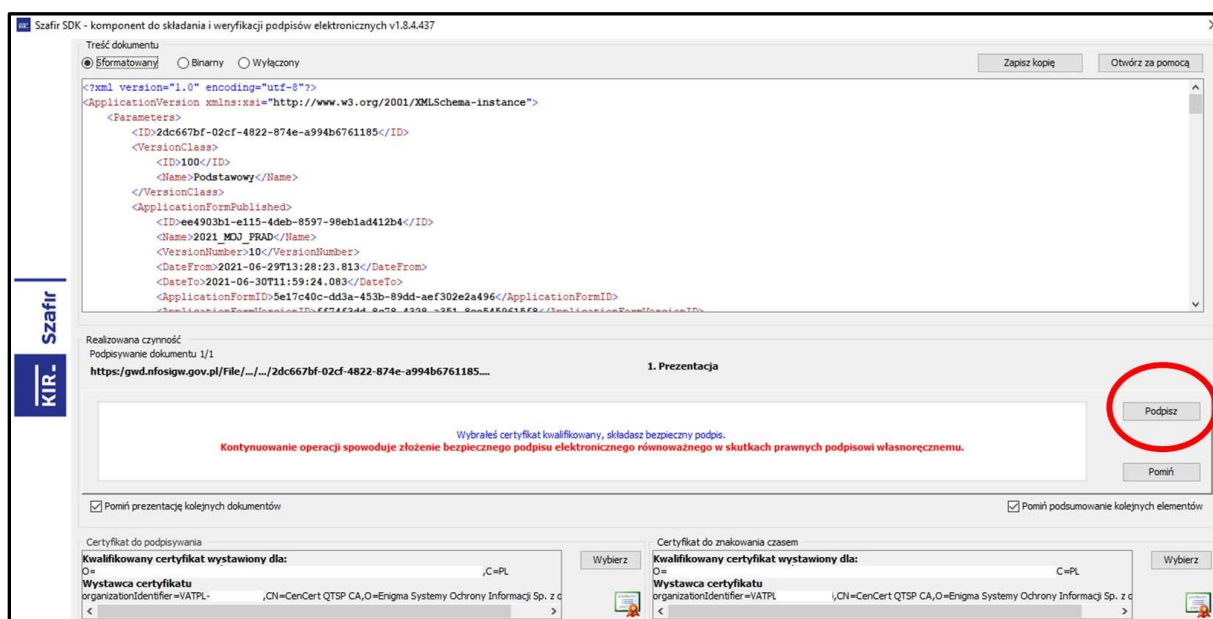 Szafir SDK - komponent do składania i weryfikacji podpisów elektronicznych v1.8.4.437
Treść dokumentu
Sformatowany Binarny Wyłączony Zapisz kopię Otwórz za pomocą
<?xml version="1.0" encoding="utf-8"?>
<ApplicationVersion xmlns:xsi="http://www.w3.org/2001/XMLSchema-instance">
<Parameters>
<ID>2dc667bf-02cf-4822-874e-a994b6761185</ID>
<VersionClass>
<ID>100</ID>
<Name>Podstawowy</Name>
</VersionClass>
<ApplicationFormPublished>
<ID>ee4903b1-e115-4deb-8597-98eb1ad412b4</ID>
<Name>2021_MOJ_PRAD</Name>
<VersionNumber>10</VersionNumber>
<DateFrom>2021-06-29T13:28:23.813</DateFrom>
<DateTo>2021-06-30T11:59:24.083</DateTo>
<ApplicationFormID>5e17c40c-dd3a-453b-89dd-aef302e2a496</ApplicationFormID>
KIR. Szafir
Realizowana czynność
Podpisywanie dokumentu 1/1
https:/gwd.nfosigw.gov.pl/File/.../.../2dc667bf-02cf-4822-874e-a994b6761185.... 1. Prezentacja
Podpisz
Wybrałeś certyfikat kwalifikowany, składasz bezpieczny podpis.
Kontynuowanie operacji spowoduje złożenie bezpiecznego podpisu elektronicznego równoważnego w skutkach prawnych podpisowi własnoręcznemu.
Pomiń
Pomiń prezentację kolejnych dokumentów Pomiń podsumowanie kolejnych elementów
Certyfikat do podpisywania Certyfikat do znakowania czasem
Kwalifikowany certyfikat wystawiony dla: Wybierz Kwalifikowany certyfikat wystawiony dla: Wybierz
O= ,C=PL O= C=PL
Wystawca certyfikatu Wystawca certyfikatu
organizationIdentifier=VATPL- ,CN=CenCert QTSP CA,O=Enigma Systemy Ochrony Informacji Sp. z o organizationIdentifier=VATPL ,CN=CenCert QTSP CA,O=Enigma Systemy Ochrony Informacji Sp. z o